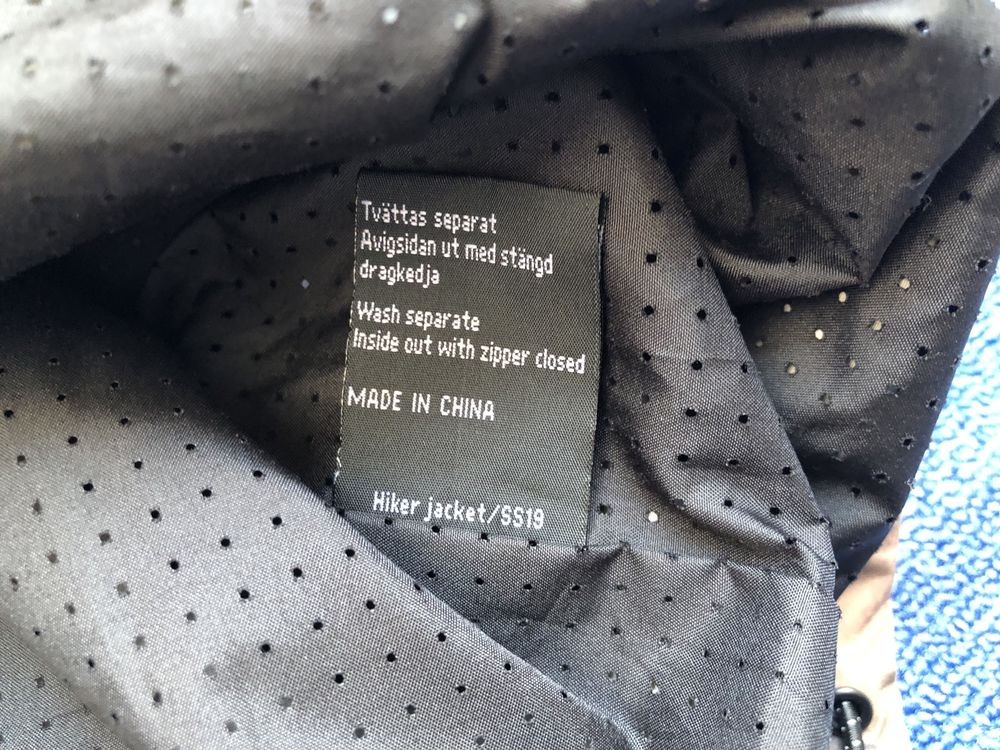 Tvättas separat
Avigsidan ut med stängd
dragkedja
Wash separate
Inside out with zipper closed
MADE IN CHINA
Hiker jacket/SS19